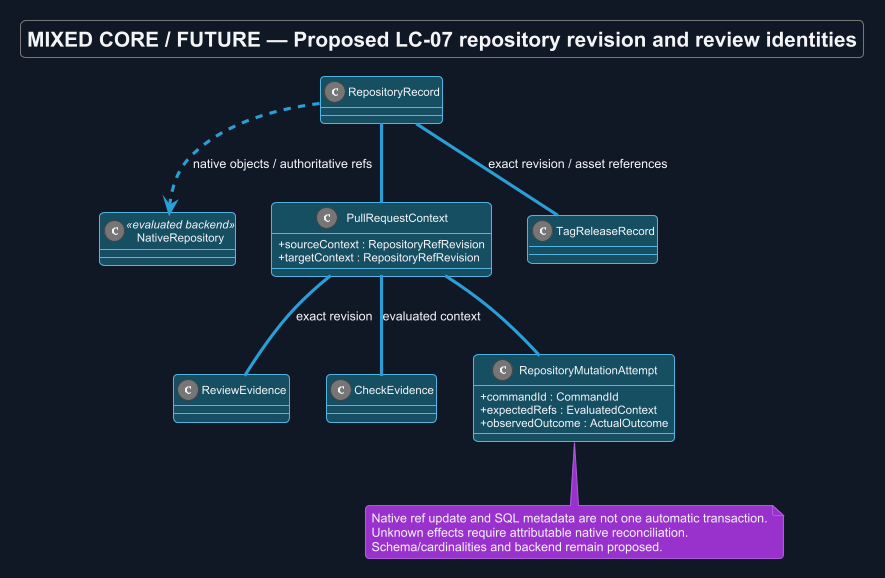 MIXED CORE / FUTURE — Proposed LC-07 repository revision and review identities
C RepositoryRecord
native objects / authoritative refs
exact revision / asset references
C «evaluated backend»
NativeRepository
C PullRequestContext
+sourceContext : RepositoryRefRevision
+targetContext : RepositoryRefRevision
C TagReleaseRecord
exact revision
evaluated context
C ReviewEvidence
C CheckEvidence
C RepositoryMutationAttempt
+commandId : CommandId
+expectedRefs : EvaluatedContext
+observedOutcome : ActualOutcome
Native ref update and SQL metadata are not one automatic transaction.
Unknown effects require attributable native reconciliation.
Schema/cardinalities and backend remain proposed.